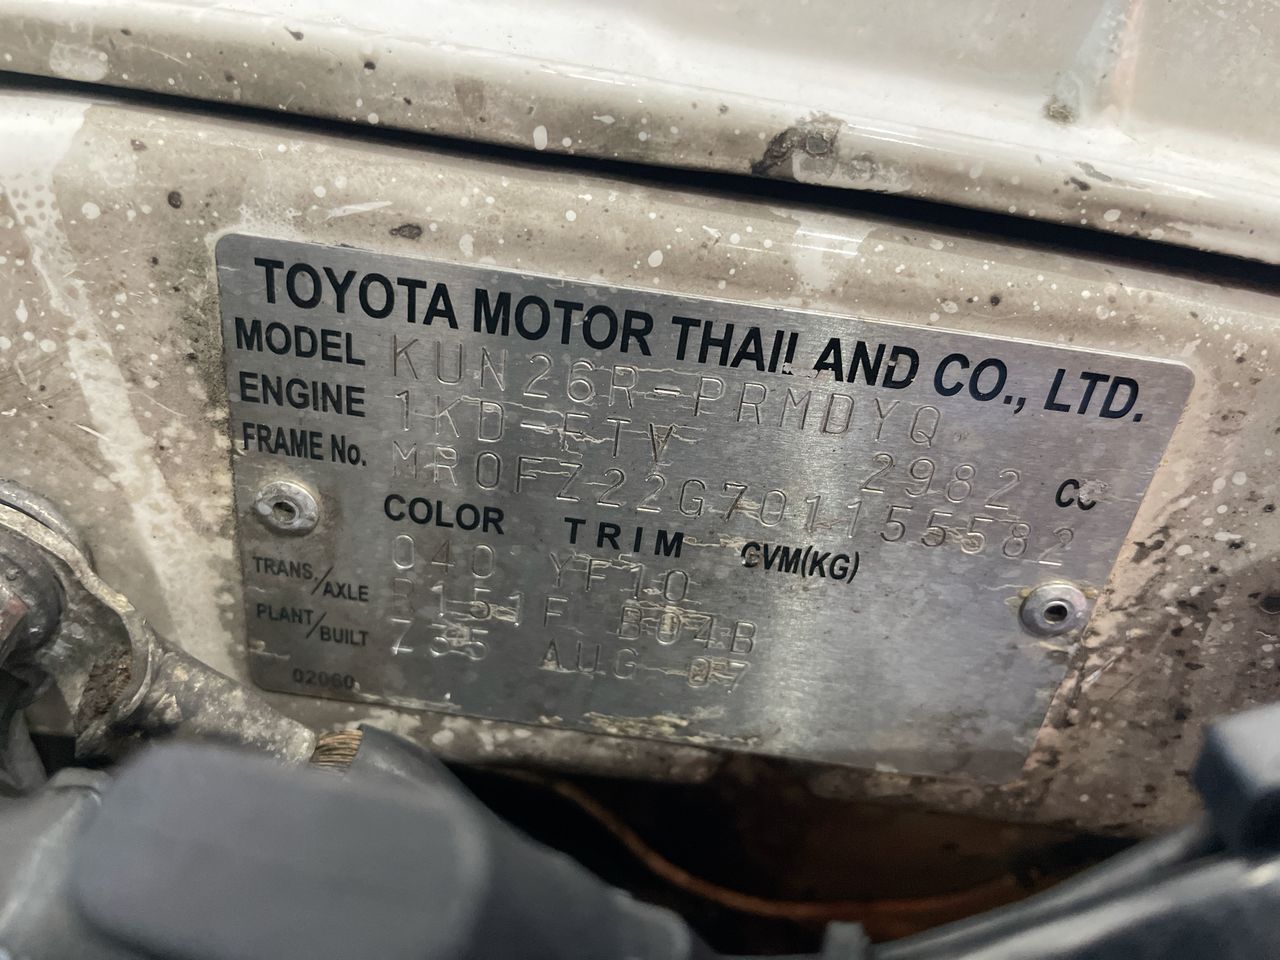 TOYOTA MOTOR THAILAND CO., LTD.
MODEL KUN26R-PRMDYQ
ENGINE 1KD-FTV 2982 CC
FRAME No. MR0FZ22G701155582
COLOR TRIM GVM(KG)
040 YF10
TRANS./AXLE R151F B04B
PLANT/BUILT Z35 AUG 07
02060